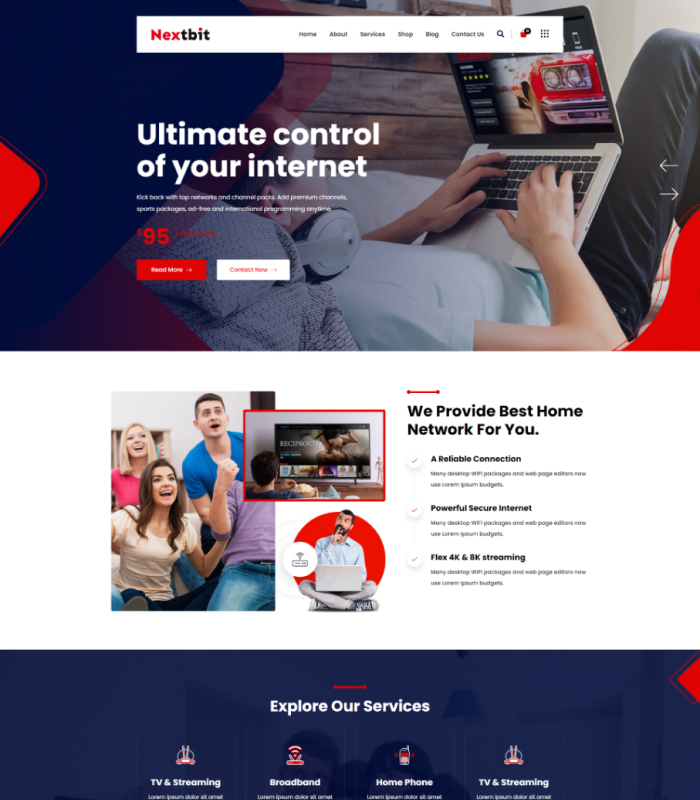 Nextbit
Home About Services Shop Blog Contact Us
Ultimate control
of your internet
Kick back with top networks and channel packs. Add premium channels,
sports packages, ad-free and international programming anytime.
$95
Read More →
Contact Now →
We Provide Best Home
Network For You.
A Reliable Connection
Many desktop WiFi packages and web page editors now
use Lorem Ipsum budgets.
Powerful Secure Internet
Many desktop WiFi packages and web page editors now
use Lorem Ipsum budgets.
Flex 4K & 8K streaming
Many desktop WiFi packages and web page editors now
use Lorem Ipsum budgets.
Explore Our Services
TV & Streaming Broadband Home Phone TV & Streaming
Lorem ipsum dolor sit amet Lorem ipsum dolor sit amet Lorem ipsum dolor sit amet Lorem ipsum dolor sit amet